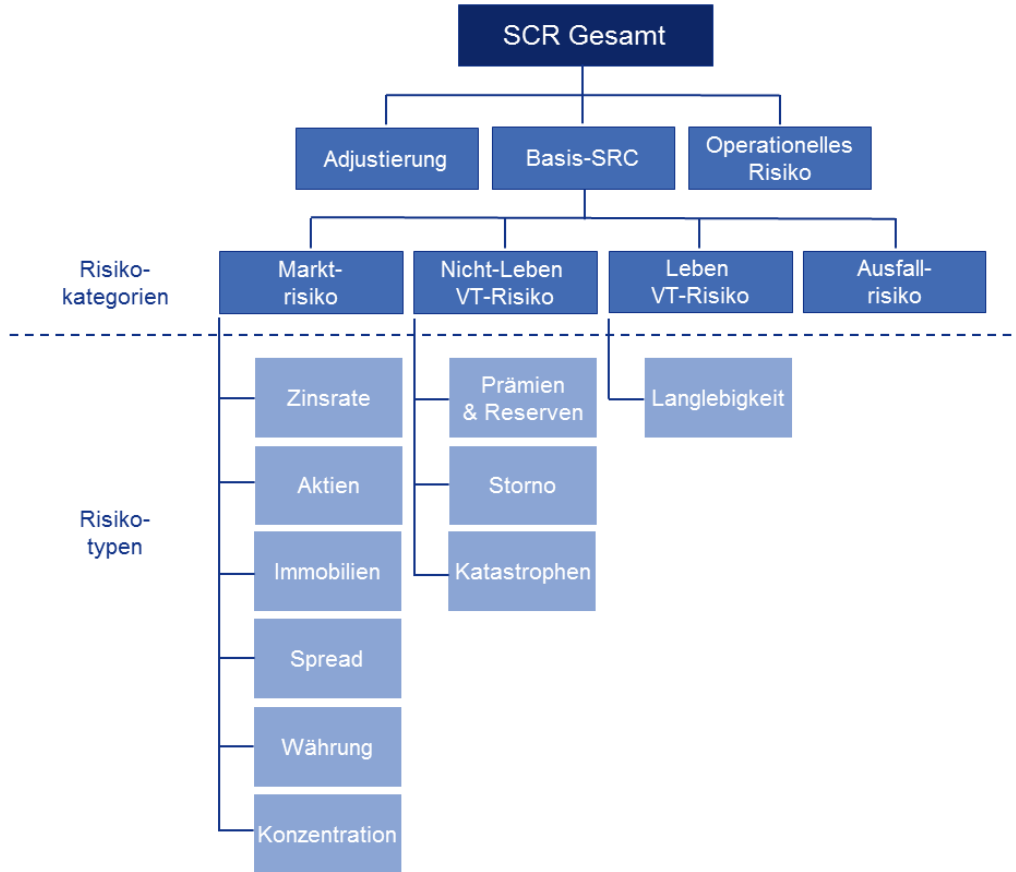 SCR Gesamt
Adjustierung
Basis-SRC
Operationelles
Risiko
Risiko-
kategorien
Markt-
risiko
Nicht-Leben
VT-Risiko
Leben
VT-Risiko
Ausfall-
risiko
Risiko-
typen
Zinsrate
Aktien
Immobilien
Spread
Währung
Konzentration
Prämien
& Reserven
Storno
Katastrophen
Langlebigkeit